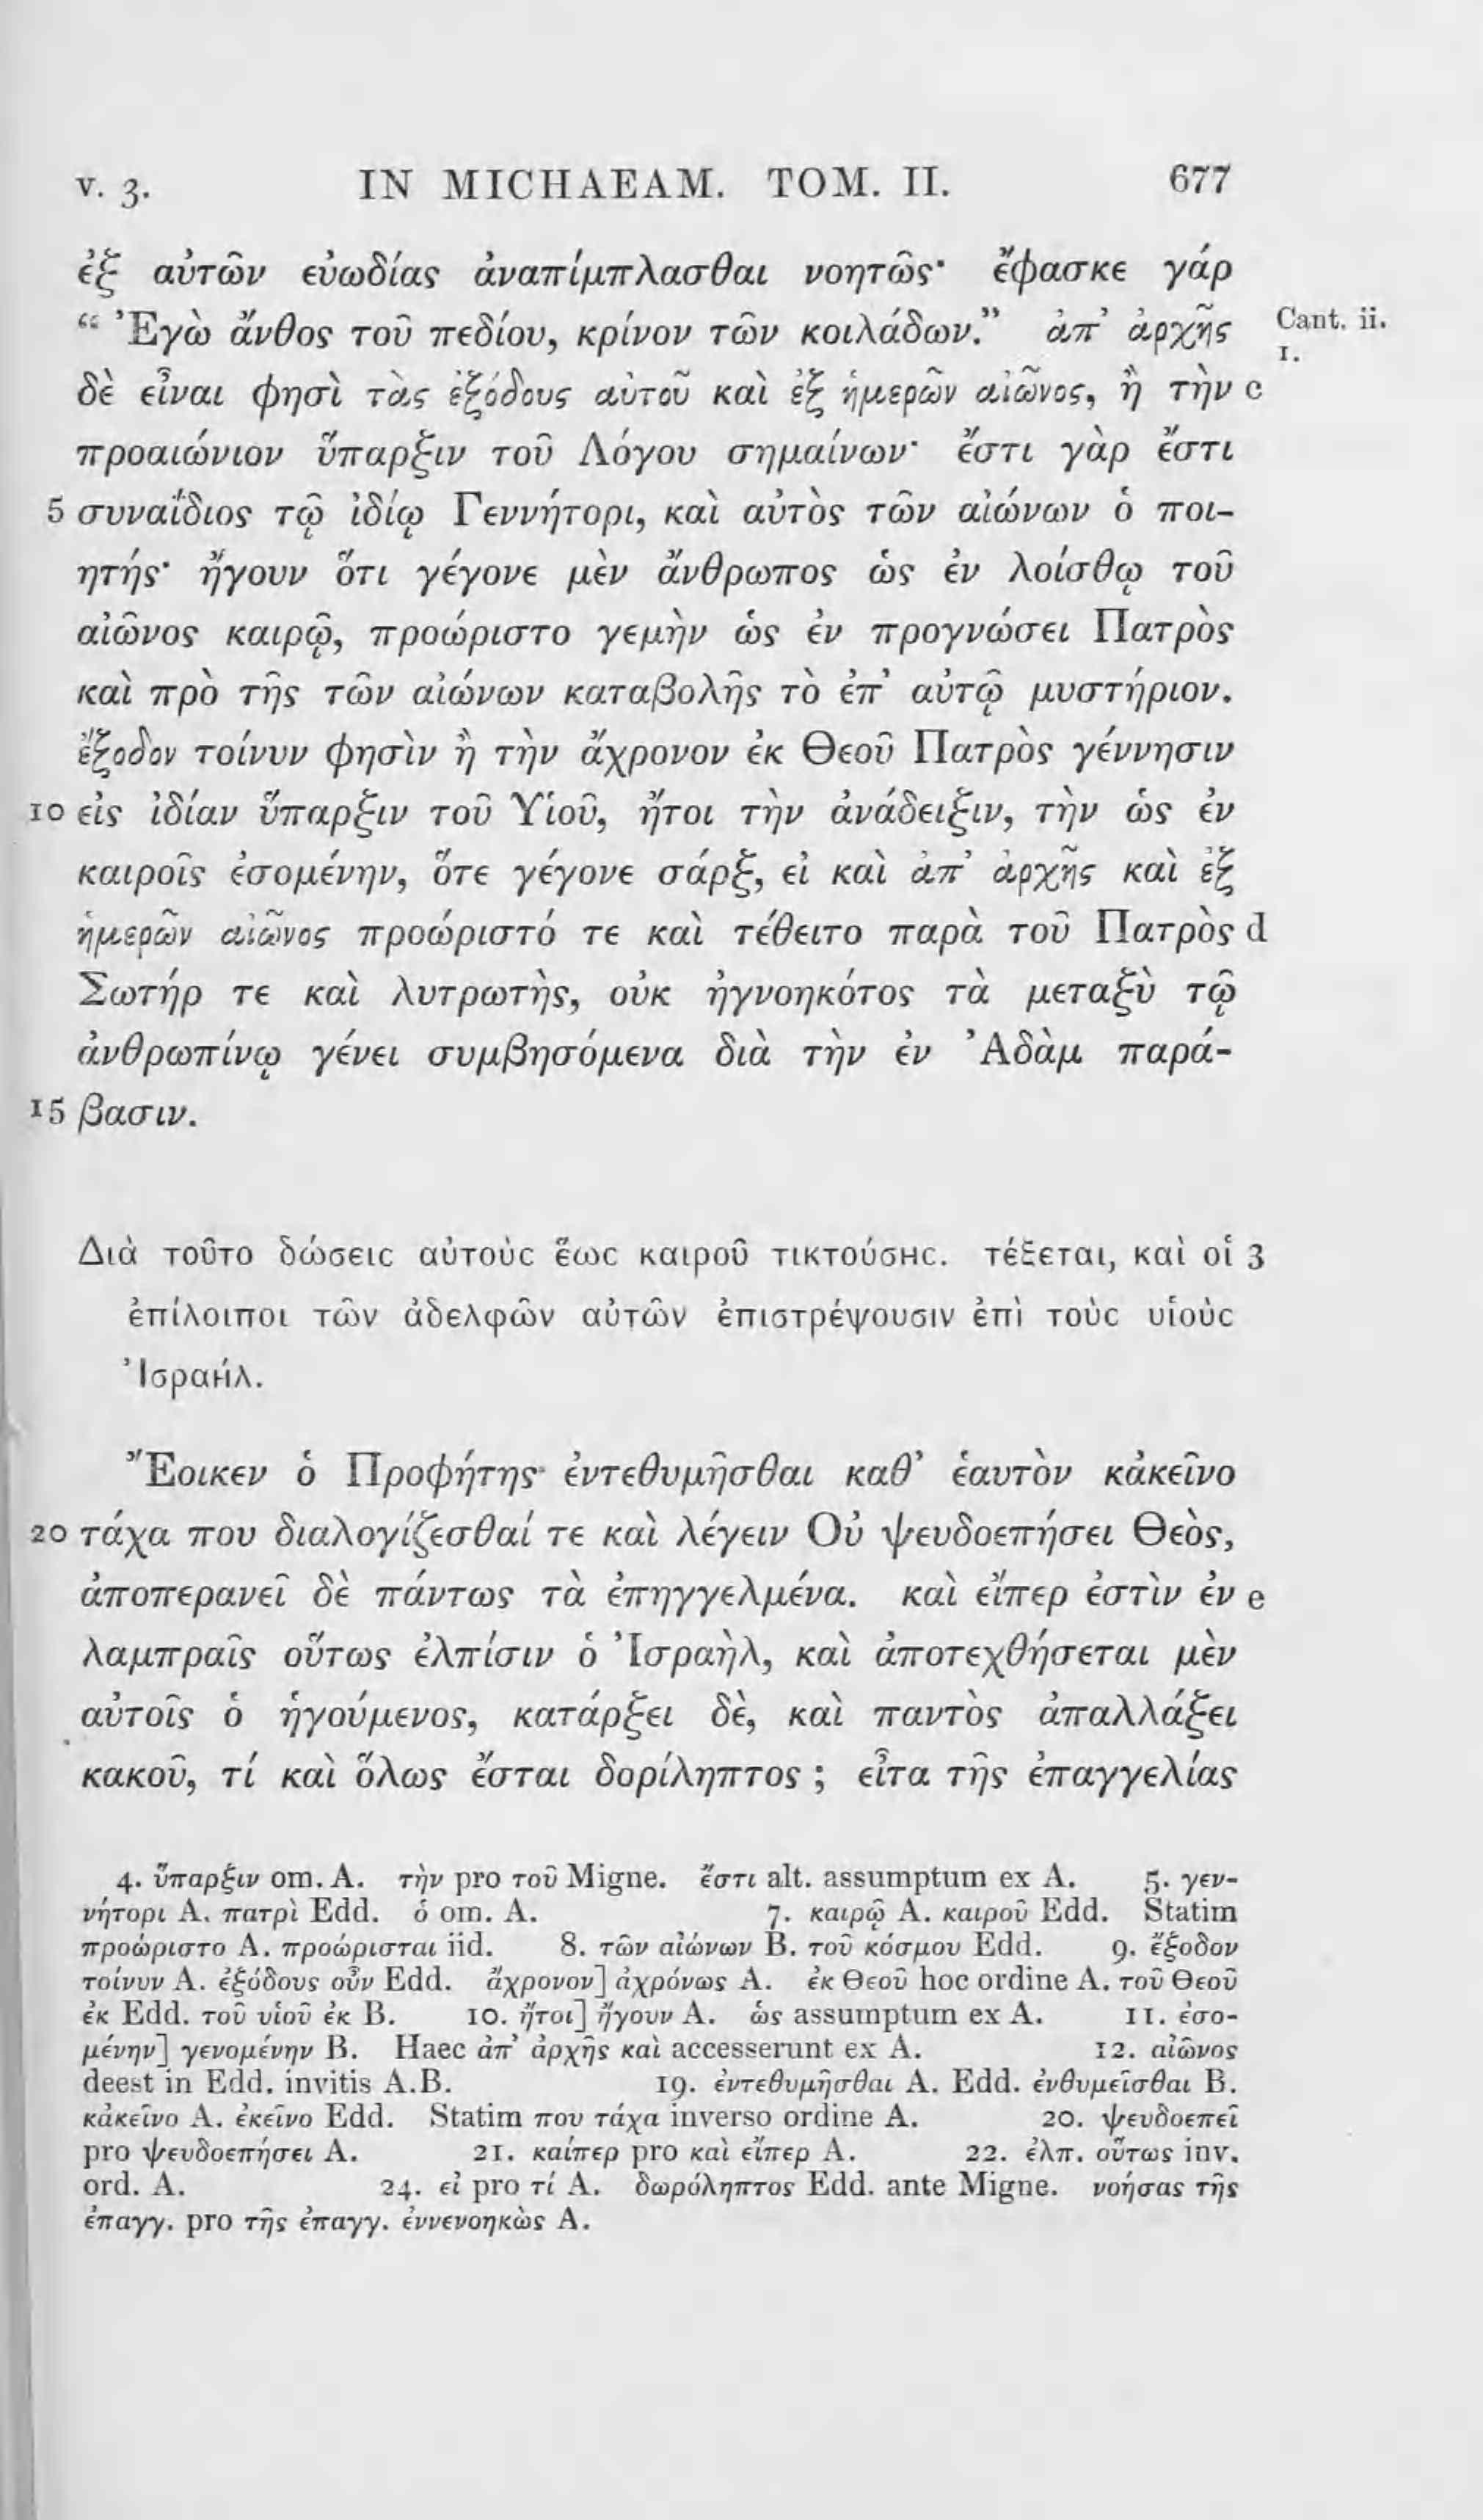 v. 3. IN MICHAEAM. TOM. II. 677
ἐξ αὐτῶν εὐωδίας ἀναπίμπλασθαι νοητῶς· ἔφασκε γάρ
“ Ἐγὼ ἄνθος τοῦ πεδίου, κρίνον τῶν κοιλάδων.” ἀπ’ ἀρχῆς Cant. ii. 1.
δὲ εἶναι φησὶ τὰς ἐξόδους αὐτοῦ καὶ ἐξ ἡμερῶν αἰῶνος, ἢ τὴν c
προαιώνιον ὕπαρξιν τοῦ Λόγου σημαίνων· ἔστι γὰρ ἔστι
5 συναΐδιος τῷ ἰδίῳ Γεννήτορι, καὶ αὐτὸς τῶν αἰώνων ὁ ποι-
ητής· ἤγουν ὅτι γέγονε μὲν ἄνθρωπος ὡς ἐν λοίσθῳ τοῦ
αἰῶνος καιρῷ, προώριστο γεμὴν ὡς ἐν προγνώσει Πατρὸς
καὶ πρὸ τῆς τῶν αἰώνων καταβολῆς τὸ ἐπ’ αὐτῷ μυστήριον.
ἔξοδον τοίνυν φησὶν ἢ τὴν ἄχρονον ἐκ Θεοῦ Πατρὸς γέννησιν
10 εἰς ἰδίαν ὕπαρξιν τοῦ Υἱοῦ, ἤτοι τὴν ἀνάδειξιν, τὴν ὡς ἐν
καιροῖς ἐσομένην, ὅτε γέγονε σάρξ, εἰ καὶ ἀπ’ ἀρχῆς καὶ ἐξ
ἡμερῶν αἰῶνος προώριστό τε καὶ τέθειτο παρὰ τοῦ Πατρὸς d
Σωτήρ τε καὶ λυτρωτὴς, οὐκ ἠγνοηκότος τὰ μεταξὺ τῷ
ἀνθρωπίνῳ γένει συμβησόμενα διὰ τὴν ἐν Ἀδὰμ παρά-
15 βασιν.
Διὰ τοῦτο δώσεις αὐτοὺς ἕως καιροῦ τικτούσης. τέξεται, καὶ οἱ 3
ἐπίλοιποι τῶν ἀδελφῶν αὐτῶν ἐπιστρέψουσιν ἐπὶ τοὺς υἱοὺς
Ἰσραήλ.
Ἔοικεν ὁ Προφήτης ἐντεθυμῆσθαι καθ’ ἑαυτὸν κἀκεῖνο
20 τάχα που διαλογίζεσθαί τε καὶ λέγειν Οὐ ψευδοεπήσει Θεὸς,
ἀποπερανεῖ δὲ πάντως τὰ ἐπηγγελμένα. καὶ εἴπερ ἐστὶν ἐν e
λαμπραῖς οὕτως ἐλπίσιν ὁ Ἰσραὴλ, καὶ ἀποτεχθήσεται μὲν
αὐτοῖς ὁ ἡγούμενος, κατάρξει δὲ, καὶ παντὸς ἀπαλλάξει
κακοῦ, τί καὶ ὅλως ἔσται δορίληπτος ; εἶτα τῆς ἐπαγγελίας
4. ὕπαρξιν om. A. τὴν pro τοῦ Migne. ἔστι alt. assumptum ex A. 5. γεν-
νήτορι A. πατρὶ Edd. ὁ om. A. 7. καιρῷ A. καιροῦ Edd. Statim
προώριστο A. προώρισται iid. 8. τῶν αἰώνων B. τοῦ κόσμου Edd. 9. ἔξοδον
τοίνυν A. ἐξόδους οὖν Edd. ἄχρονον] ἀχρόνως A. ἐκ Θεοῦ hoc ordine A. τοῦ Θεοῦ
ἐκ Edd. τοῦ υἱοῦ ἐκ B. 10. ἤτοι] ἤγουν A. ὡς assumptum ex A. 11. ἐσο-
μένην] γενομένην B. Haec ἀπ’ ἀρχῆς καὶ accesserunt ex A. 12. αἰῶνος
deest in Edd. invitis A.B. 19. ἐντεθυμῆσθαι A. Edd. ἐνθυμεῖσθαι B.
κἀκεῖνο A. ἐκεῖνο Edd. Statim που τάχα inverso ordine A. 20. ψευδοεπεῖ
pro ψευδοεπήσει A. 21. καίπερ pro καὶ εἴπερ A. 22. ἐλπ. οὕτως inv.
ord. A. 24. εἰ pro τί A. δωρόληπτος Edd. ante Migne. νοήσας τῆς
ἐπαγγ. pro τῆς ἐπαγγ. ἐννενοηκὼς A.